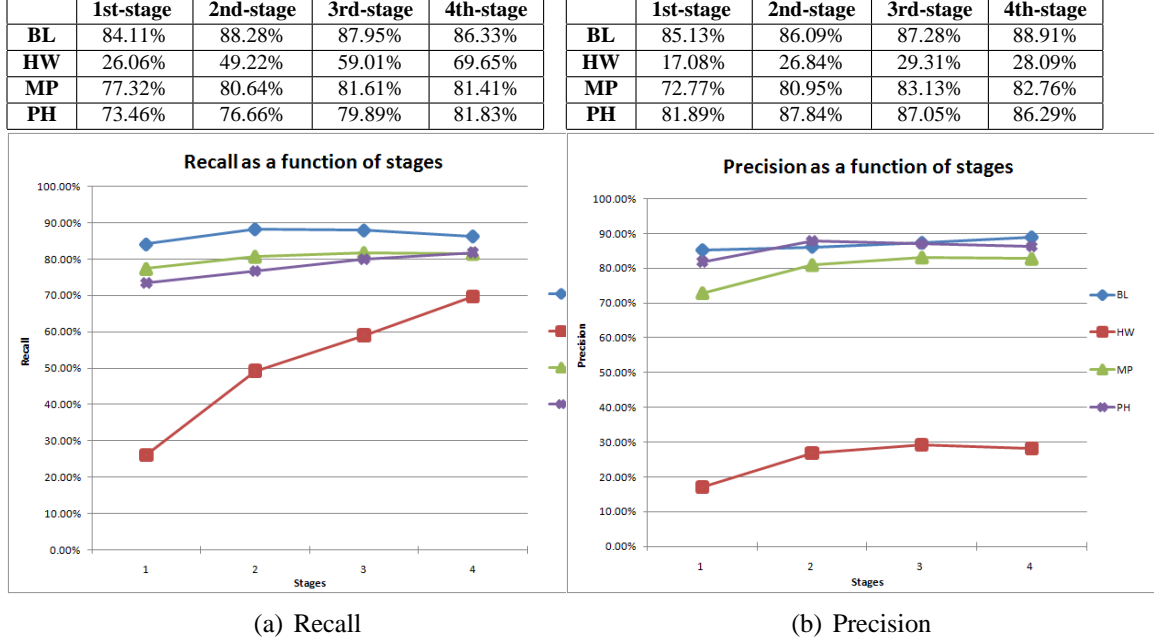 1st-stage 2nd-stage 3rd-stage 4th-stage
BL 84.11% 88.28% 87.95% 86.33%
HW 26.06% 49.22% 59.01% 69.65%
MP 77.32% 80.64% 81.61% 81.41%
PH 73.46% 76.66% 79.89% 81.83%
1st-stage 2nd-stage 3rd-stage 4th-stage
BL 85.13% 86.09% 87.28% 88.91%
HW 17.08% 26.84% 29.31% 28.09%
MP 72.77% 80.95% 83.13% 82.76%
PH 81.89% 87.84% 87.05% 86.29%
Recall as a function of stages
100.00%
90.00%
80.00%
70.00%
60.00%
50.00%
40.00%
30.00%
20.00%
10.00%
0.00%
Recall
1 2 3 4
Stages
(a) Recall
Precision as a function of stages
100.00%
90.00%
80.00%
70.00%
60.00%
50.00%
40.00%
30.00%
20.00%
10.00%
0.00%
Precision
1 2 3 4
Stages
BL
HW
MP
PH
(b) Precision